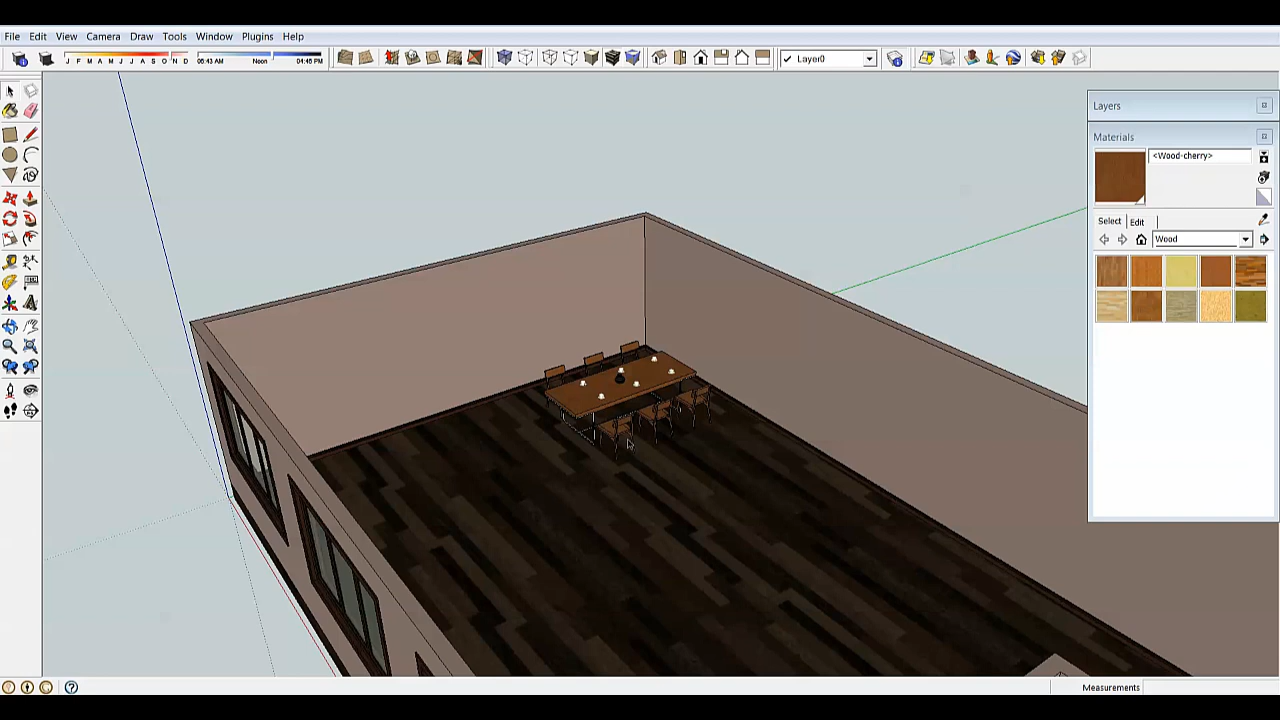 File Edit View Camera Draw Tools Window Plugins Help
J F M A M J J A S O N D 06:43 AM Noon 04:46 PM Layer0
Layers
Materials
<Wood-cherry>
Select Edit
Wood
Measurements